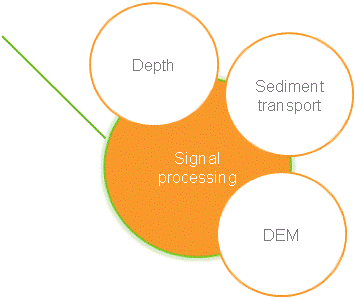 Depth
Sediment
transport
Signal
processing
DEM